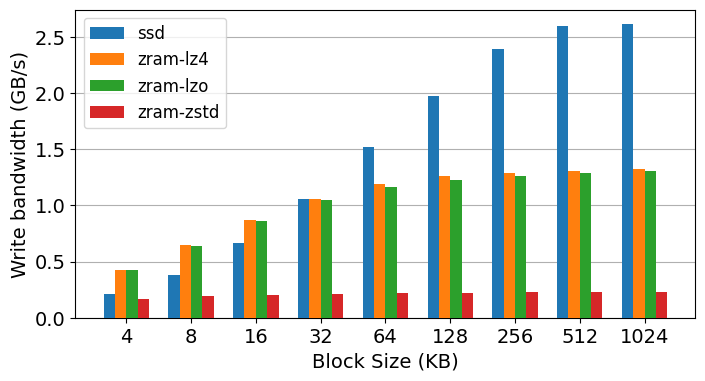 Write bandwidth (GB/s)
2.5
2.0
1.5
1.0
0.5
0.0
ssd
zram-lz4
zram-lzo
zram-zstd
4 8 16 32 64 128 256 512 1024
Block Size (KB)